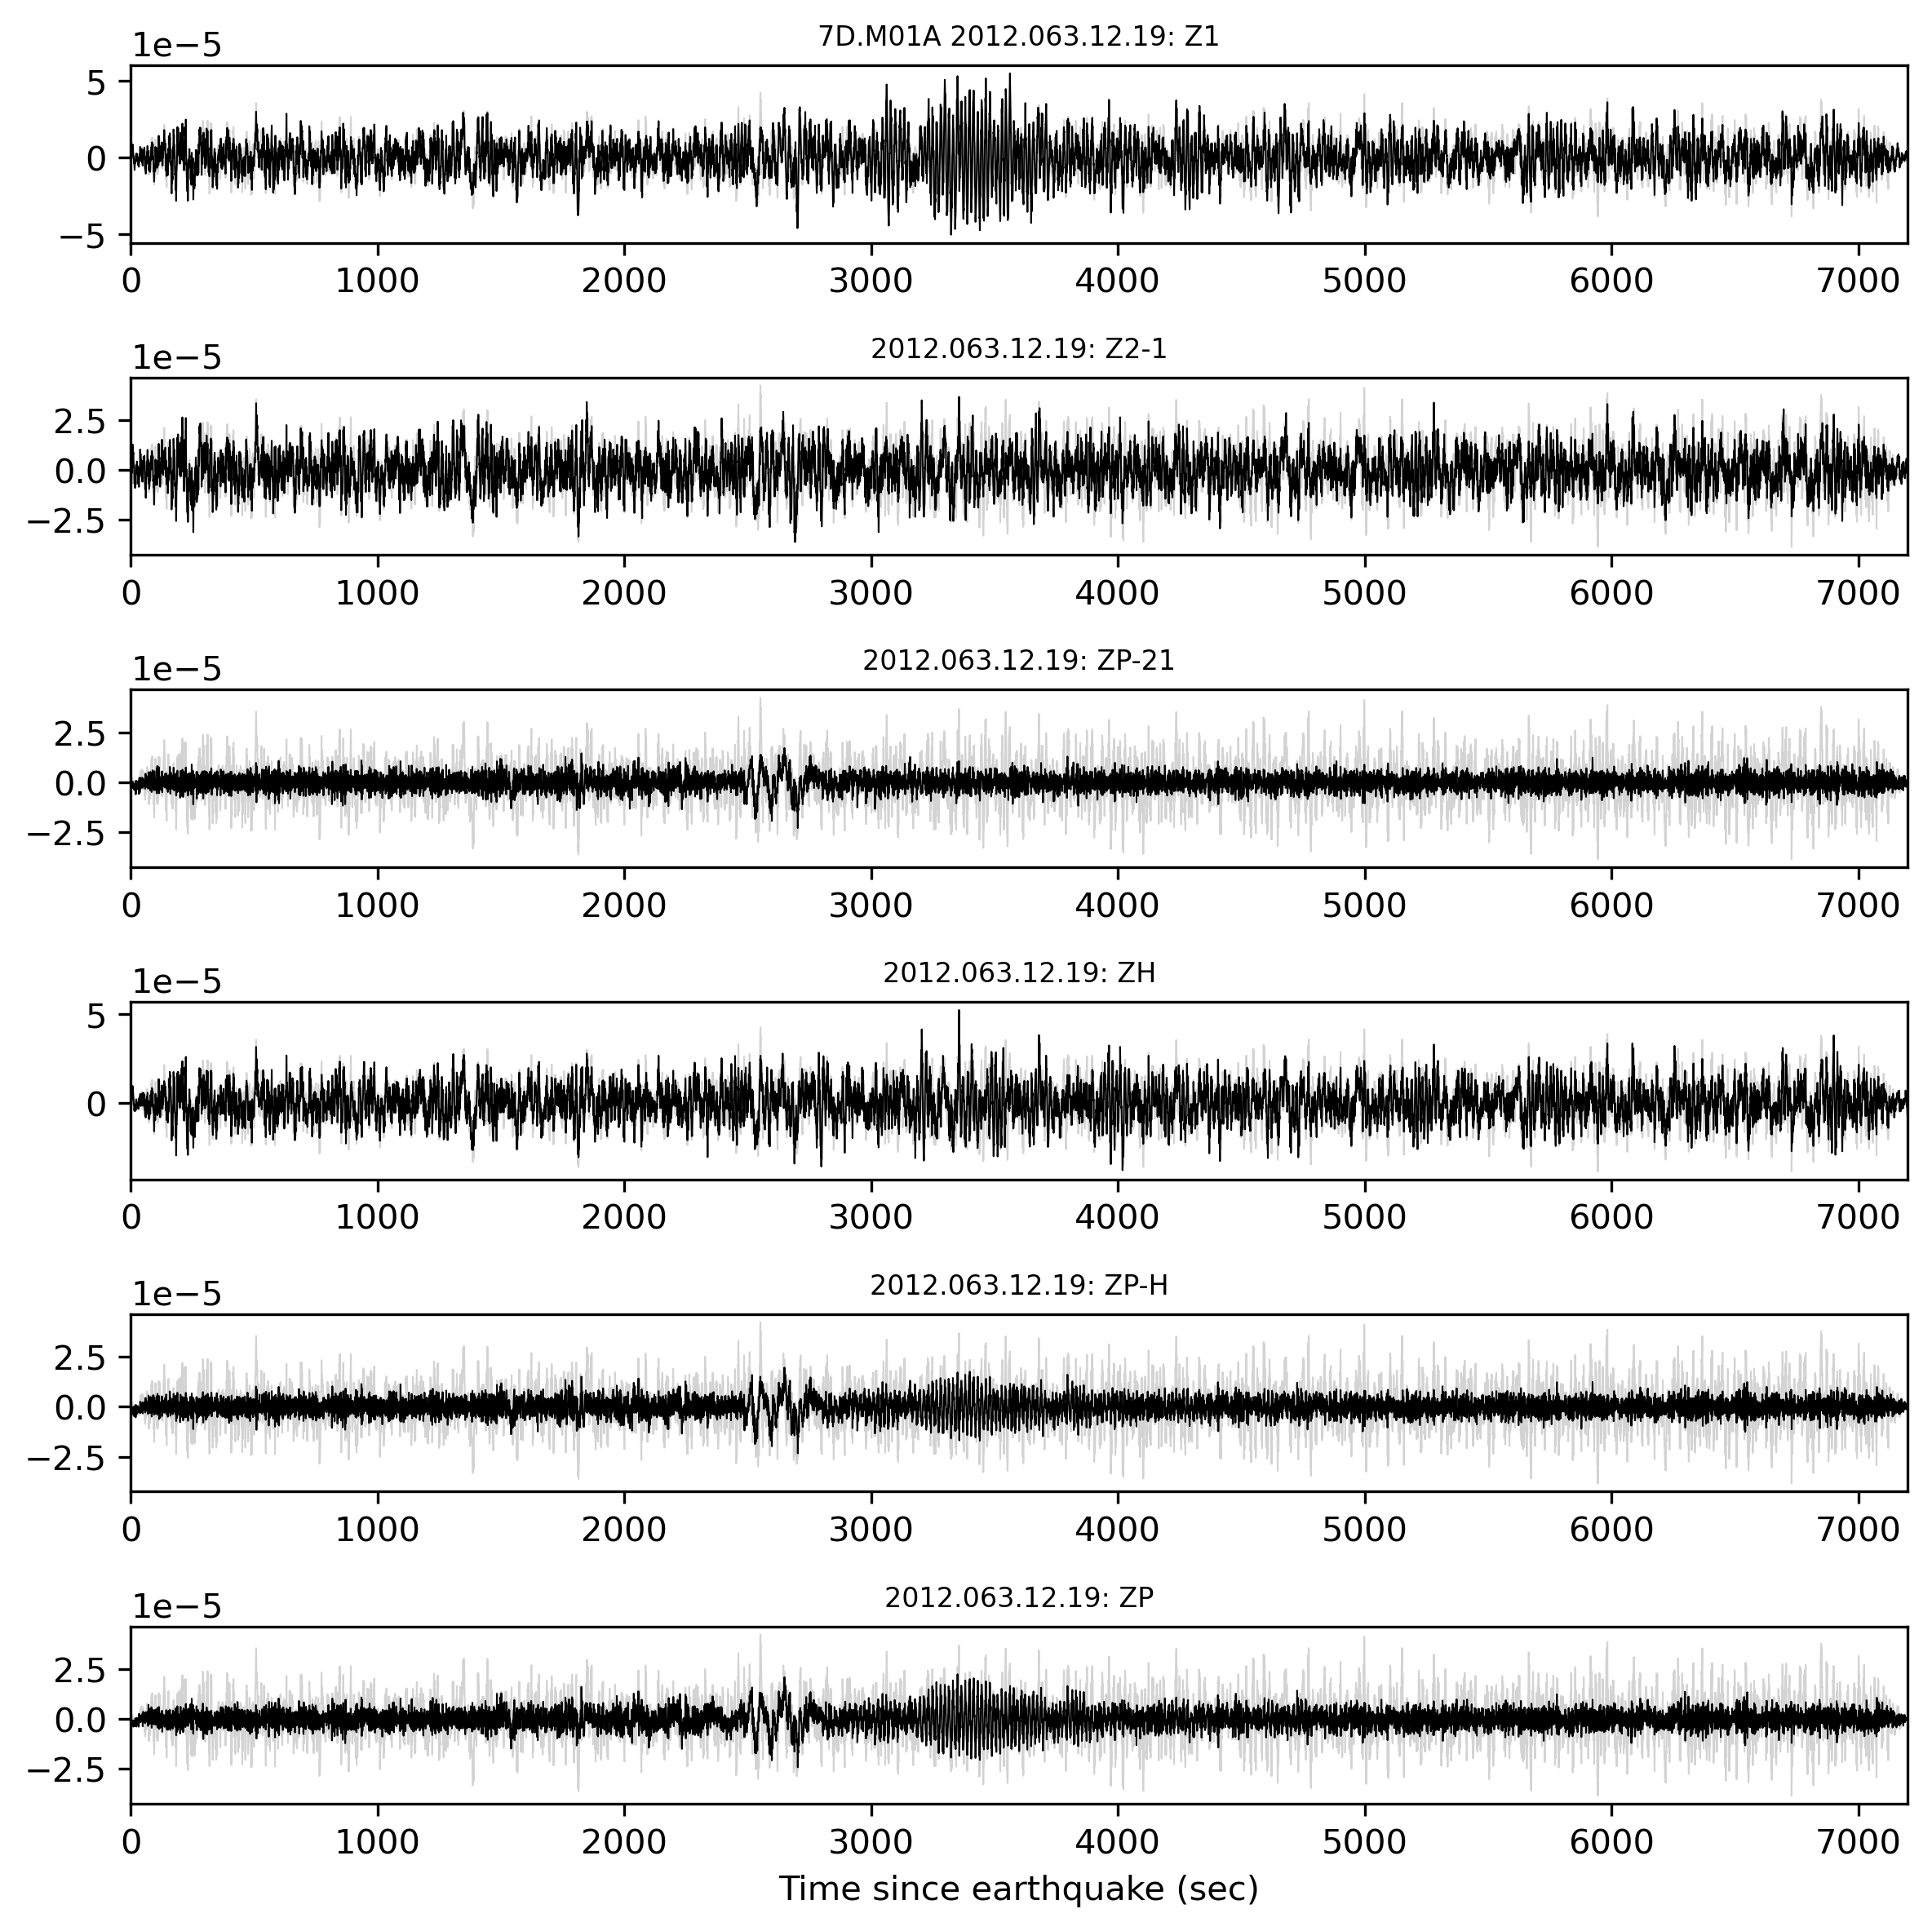 7D.M01A 2012.063.12.19: Z1
1e−5
5
0
−5
0 1000 2000 3000 4000 5000 6000 7000
2012.063.12.19: Z2-1
1e−5
2.5
0.0
−2.5
0 1000 2000 3000 4000 5000 6000 7000
2012.063.12.19: ZP-21
1e−5
2.5
0.0
−2.5
0 1000 2000 3000 4000 5000 6000 7000
2012.063.12.19: ZH
1e−5
5
0
0 1000 2000 3000 4000 5000 6000 7000
2012.063.12.19: ZP-H
1e−5
2.5
0.0
−2.5
0 1000 2000 3000 4000 5000 6000 7000
2012.063.12.19: ZP
1e−5
2.5
0.0
−2.5
0 1000 2000 3000 4000 5000 6000 7000
Time since earthquake (sec)